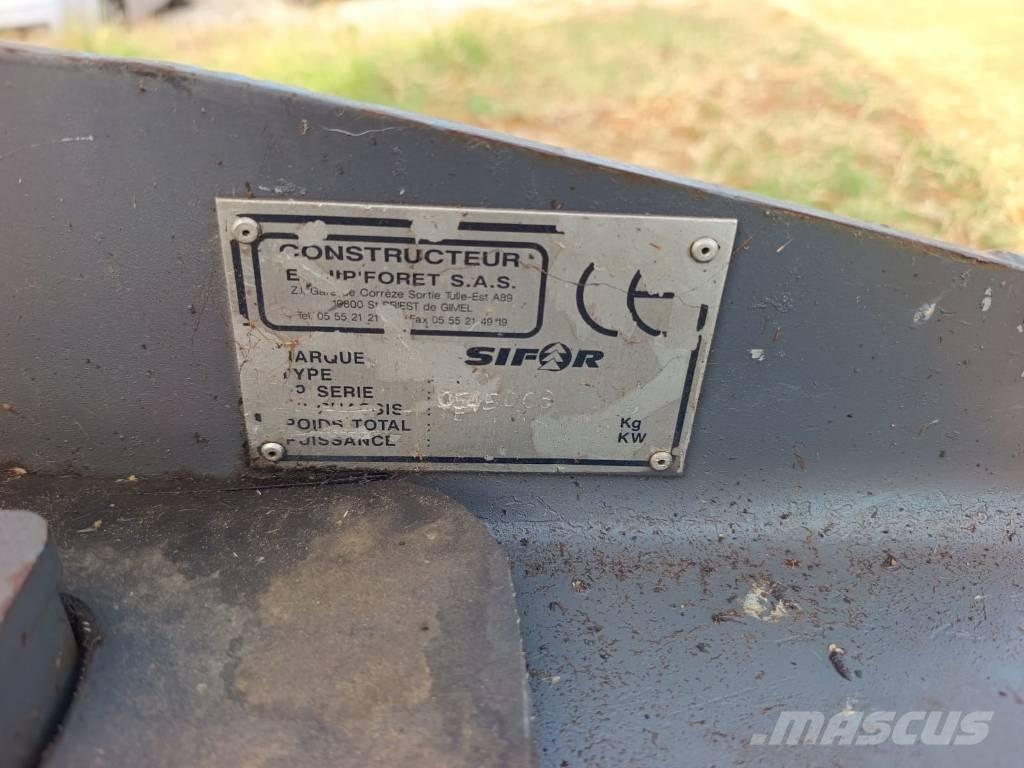 CONSTRUCTEUR
EQUIP'FORET S.A.S.
Z.I. Gare de Corrèze Sortie Tulle-Est A89
19800 St PRIEST de GIMEL
Tel. 05 55 21 21 Fax 05 55 21 49 19
CE
MARQUE SIFOR
TYPE
N° SERIE :
N° CHASSIS :
POIDS TOTAL : Kg
PUISSANCE : KW
MASCUS